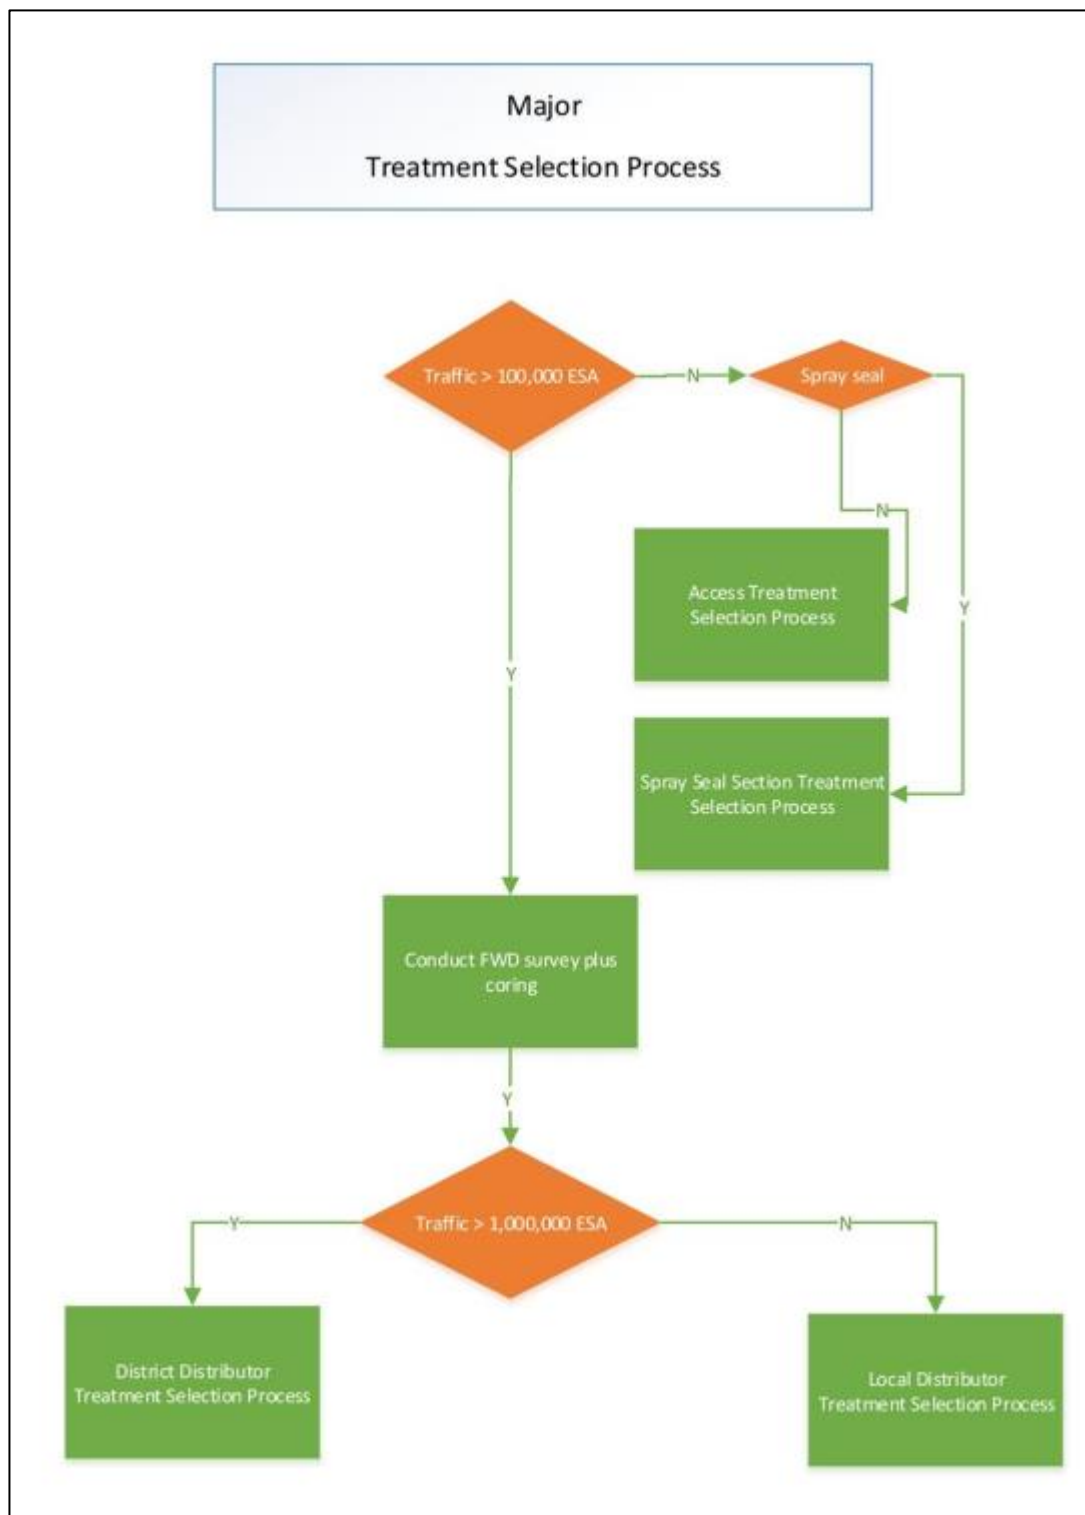 Major
Treatment Selection Process
Traffic > 100,000 ESA
N
Spray seal
N
Access Treatment
Selection Process
Y
Y
Spray Seal Section Treatment
Selection Process
Conduct FWD survey plus
coring
Y
Traffic > 1,000,000 ESA
Y
N
District Distributor
Treatment Selection Process
Local Distributor
Treatment Selection Process